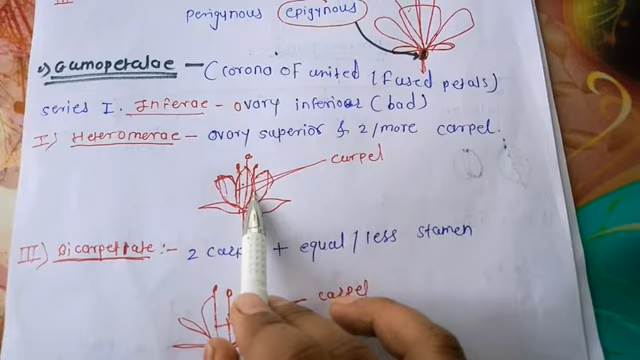 perigynous epigynous
2) Gamopetalae - (corona of united / fused petals)
series I. Inferae - ovary inferior (bad)
II) Heteromerae - ovary superior & 2/more carpel.
carpel
III) Bicarpellate :- 2 carp + equal / less stamen
carpel